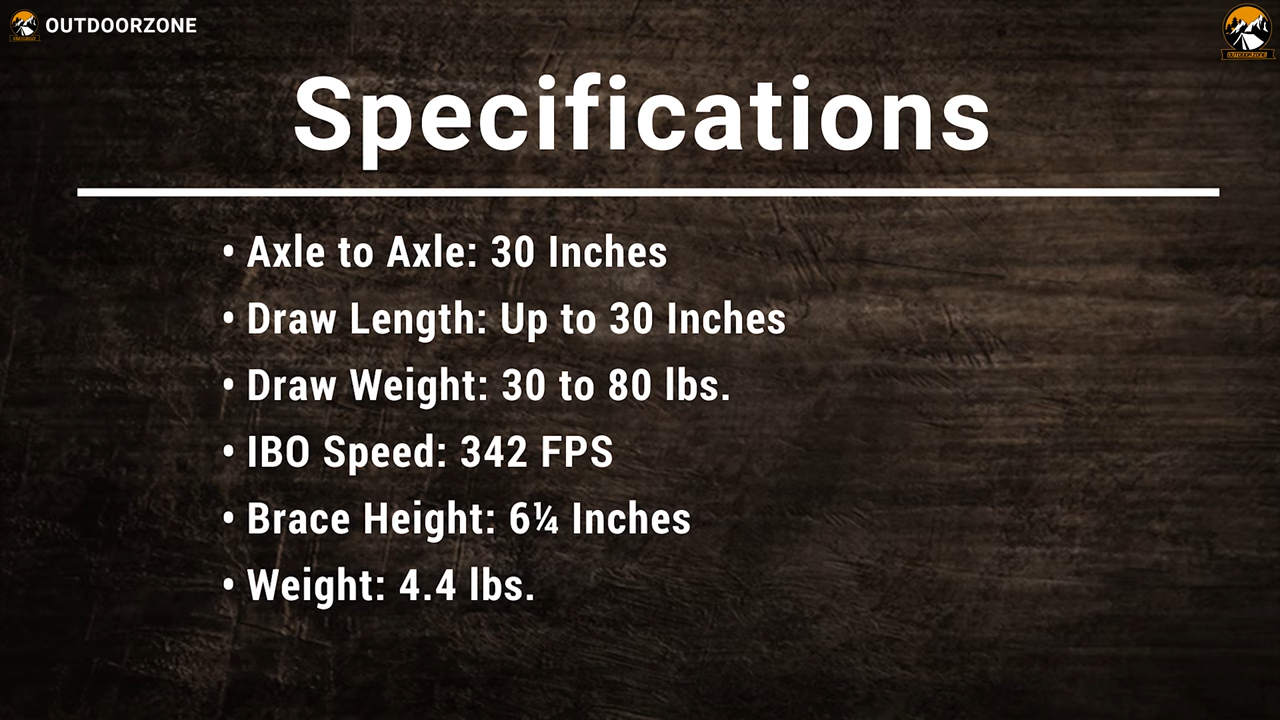 OUTDOORZONE
OUTDOORZONE
Specifications
• Axle to Axle: 30 Inches
• Draw Length: Up to 30 Inches
• Draw Weight: 30 to 80 lbs.
• IBO Speed: 342 FPS
• Brace Height: 6¼ Inches
• Weight: 4.4 lbs.